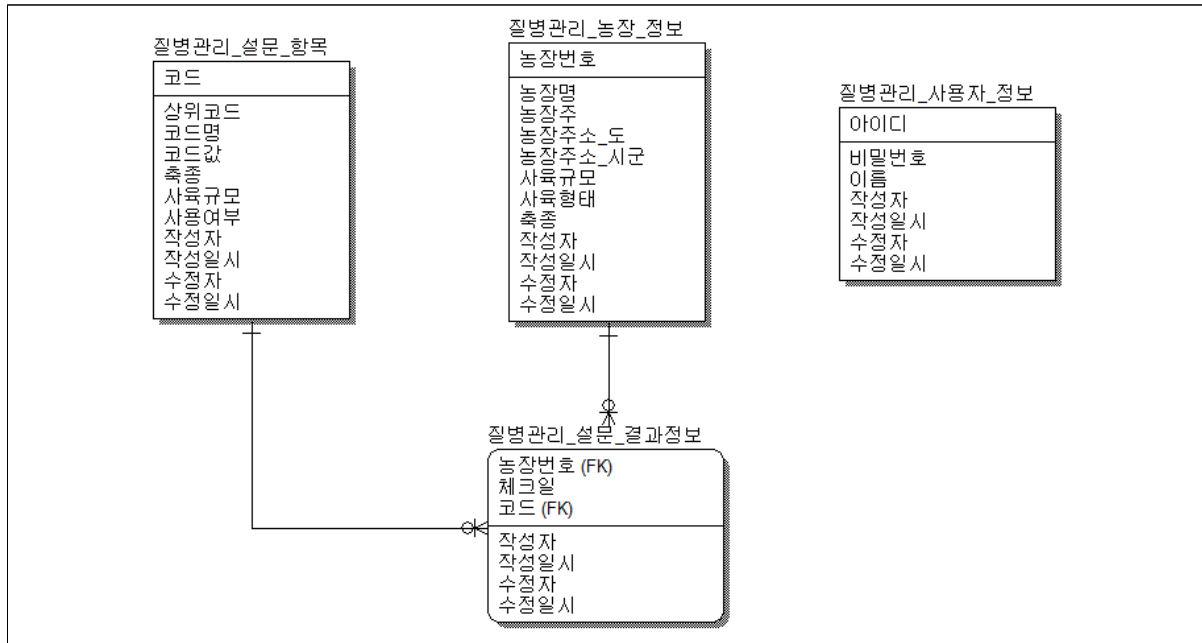 질병관리_설문_항목
코드
상위코드
코드명
코드값
축종
사육규모
사용여부
작성자
작성일시
수정자
수정일시
질병관리_농장_정보
농장번호
농장명
농장주
농장주소_도
농장주소_시군
사육규모
사육형태
축종
작성자
작성일시
수정자
수정일시
질병관리_사용자_정보
아이디
비밀번호
이름
작성자
작성일시
수정자
수정일시
질병관리_설문_결과정보
농장번호 (FK)
체크일
코드 (FK)
작성자
작성일시
수정자
수정일시